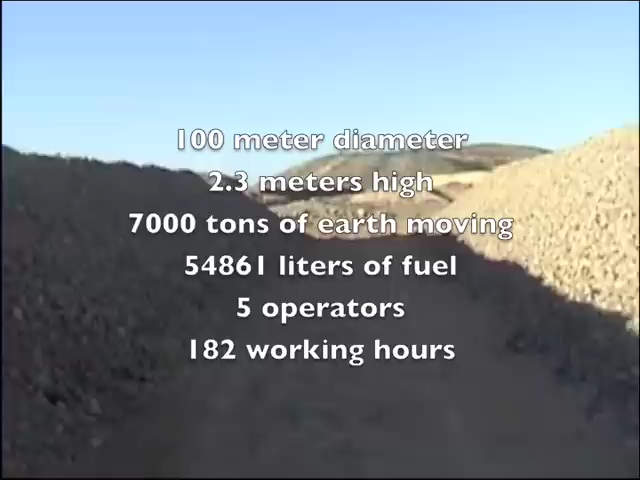 100 meter diameter
2.3 meters high
7000 tons of earth moving
54861 liters of fuel
5 operators
182 working hours